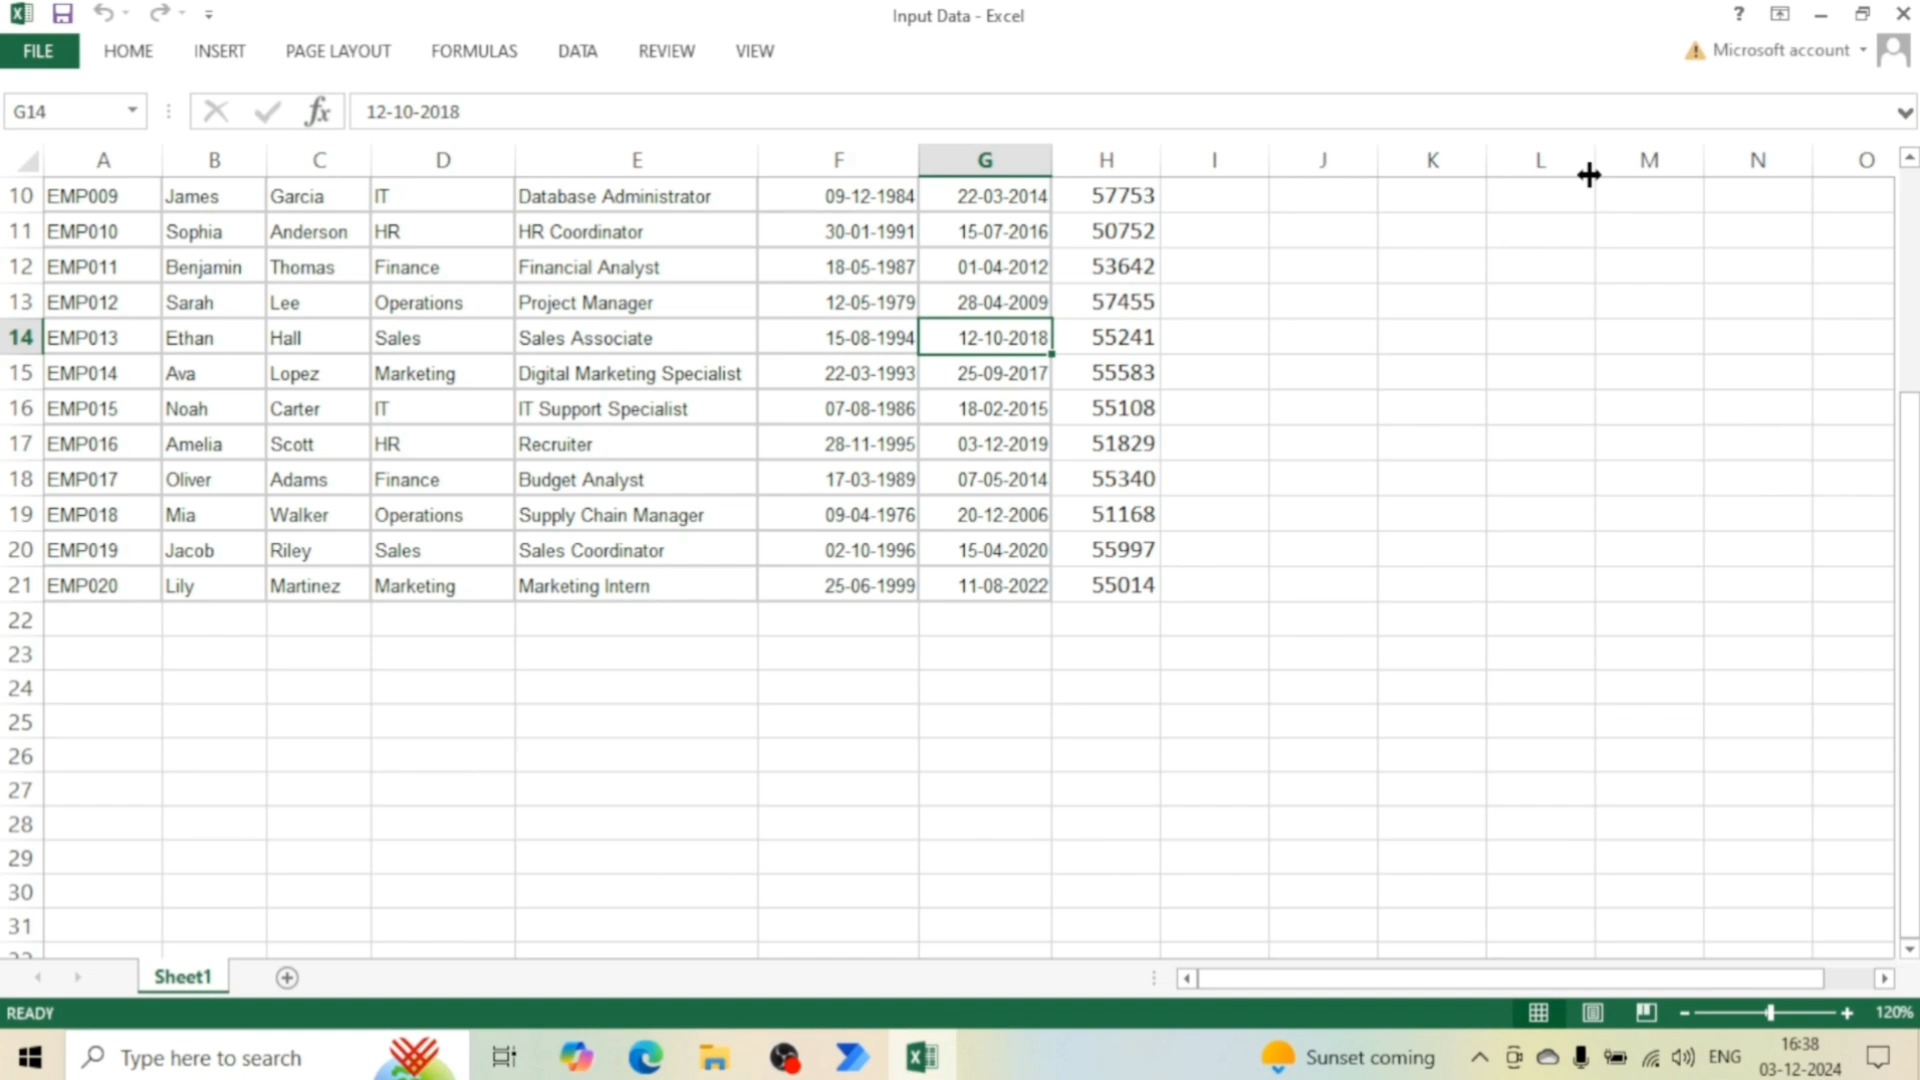 Input Data - Excel
?
FILE HOME INSERT PAGE LAYOUT FORMULAS DATA REVIEW VIEW Microsoft account
G14 fx 12-10-2018
A B C D E F G H I J K L M N O
10 EMP009 James Garcia IT Database Administrator 09-12-1984 22-03-2014 57753
11 EMP010 Sophia Anderson HR HR Coordinator 30-01-1991 15-07-2016 50752
12 EMP011 Benjamin Thomas Finance Financial Analyst 18-05-1987 01-04-2012 53642
13 EMP012 Sarah Lee Operations Project Manager 12-05-1979 28-04-2009 57455
14 EMP013 Ethan Hall Sales Sales Associate 15-08-1994 12-10-2018 55241
15 EMP014 Ava Lopez Marketing Digital Marketing Specialist 22-03-1993 25-09-2017 55583
16 EMP015 Noah Carter IT IT Support Specialist 07-08-1986 18-02-2015 55108
17 EMP016 Amelia Scott HR Recruiter 28-11-1995 03-12-2019 51829
18 EMP017 Oliver Adams Finance Budget Analyst 17-03-1989 07-05-2014 55340
19 EMP018 Mia Walker Operations Supply Chain Manager 09-04-1976 20-12-2006 51168
20 EMP019 Jacob Riley Sales Sales Coordinator 02-10-1996 15-04-2020 55997
21 EMP020 Lily Martinez Marketing Marketing Intern 25-06-1999 11-08-2022 55014
22
23
24
25
26
27
28
29
30
31
Sheet1
READY 120%
Type here to search Sunset coming ENG 16:38
03-12-2024